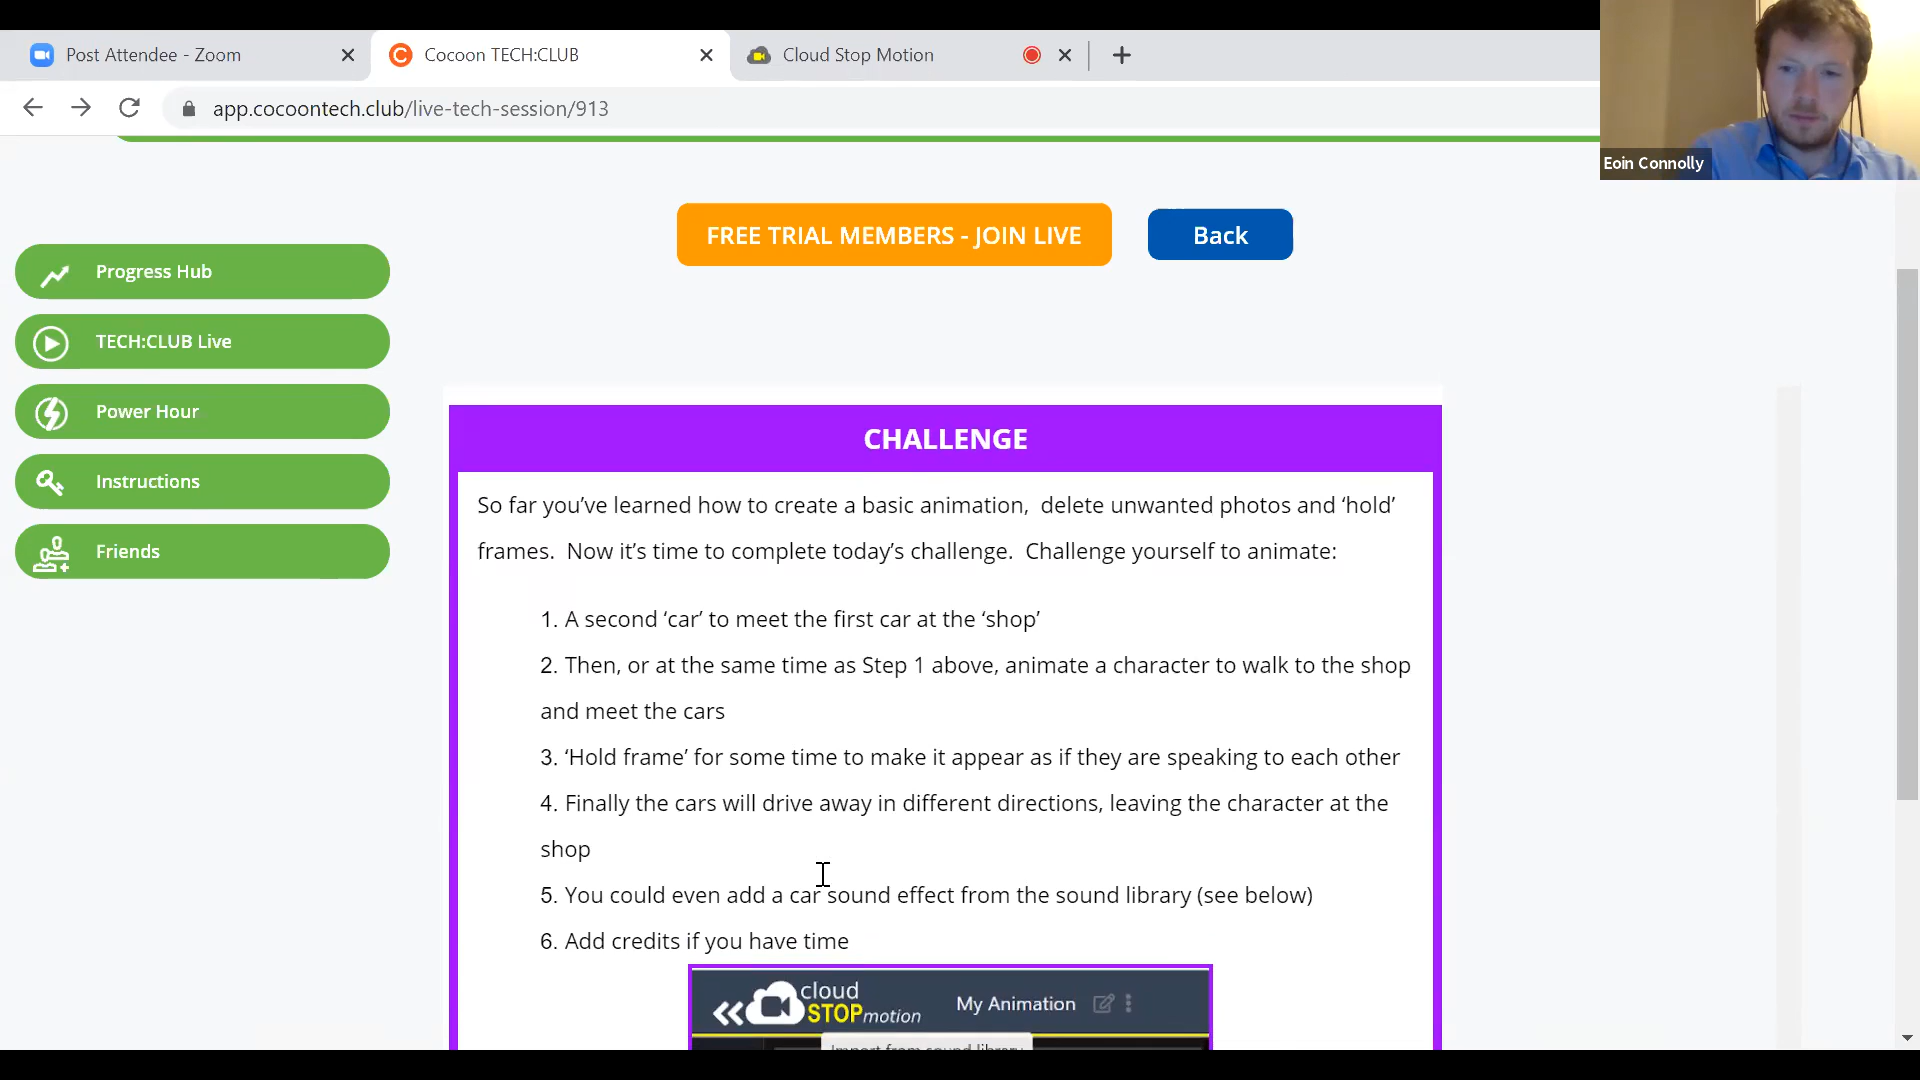 Post Attendee - Zoom
Cocoon TECH:CLUB
Cloud Stop Motion
app.cocoontech.club/live-tech-session/913
Eoin Connolly
FREE TRIAL MEMBERS - JOIN LIVE
Back
Progress Hub
TECH:CLUB Live
Power Hour
Instructions
Friends
CHALLENGE
So far you’ve learned how to create a basic animation,  delete unwanted photos and ‘hold’
frames.  Now it’s time to complete today’s challenge.  Challenge yourself to animate:
1. A second ‘car’ to meet the first car at the ‘shop’
2. Then, or at the same time as Step 1 above, animate a character to walk to the shop
and meet the cars
3. ‘Hold frame’ for some time to make it appear as if they are speaking to each other
4. Finally the cars will drive away in different directions, leaving the character at the
shop
5. You could even add a car sound effect from the sound library (see below)
6. Add credits if you have time
cloud
STOPmotion
My Animation
Import from sound library